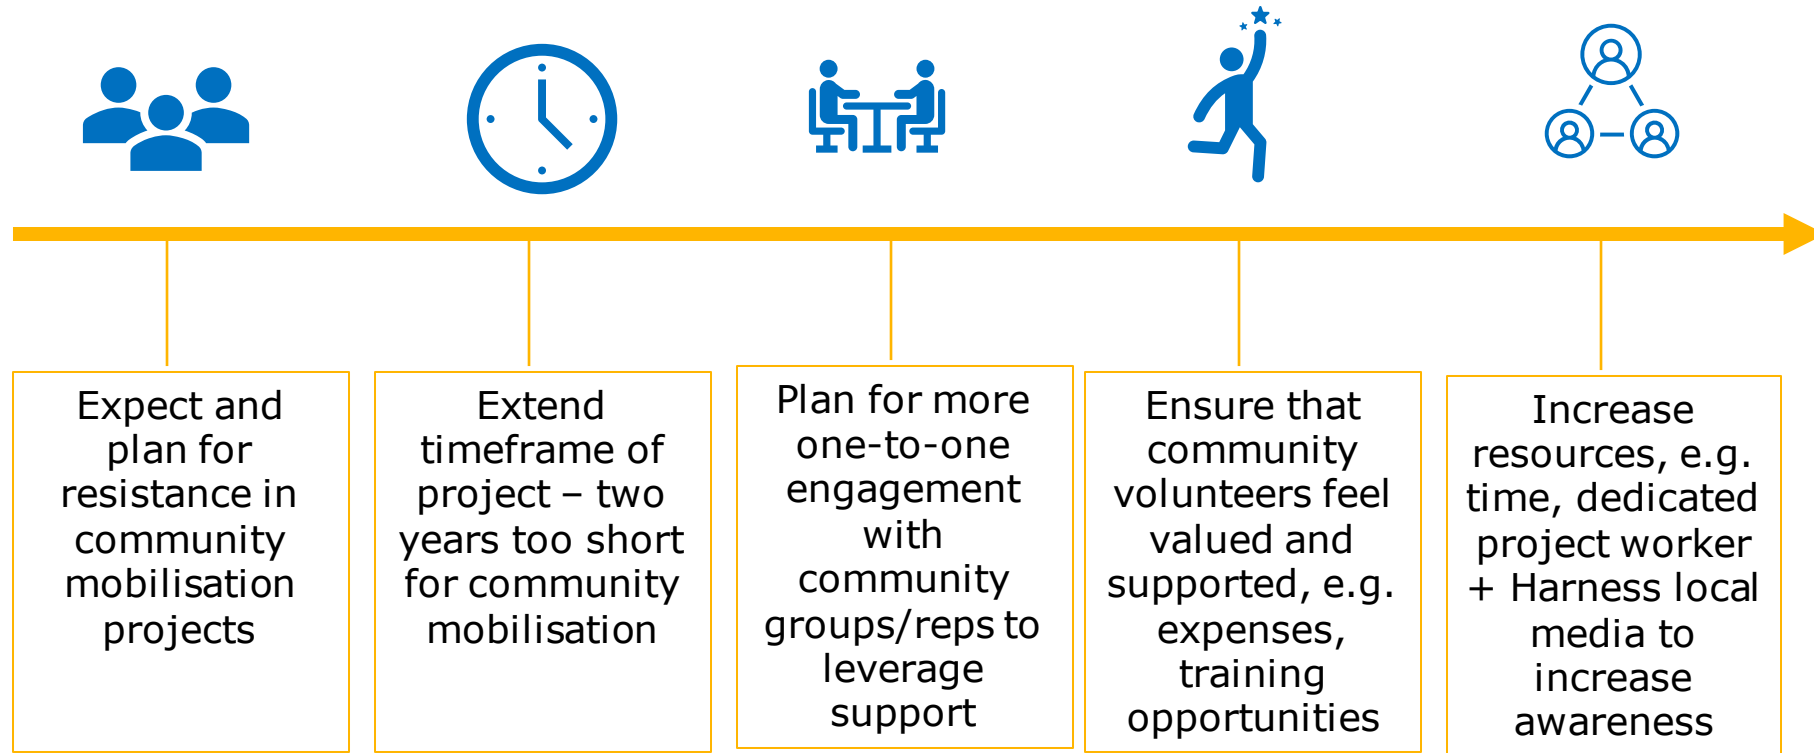 Expect and
plan for
resistance in
community
mobilisation
projects
Extend
timeframe of
project – two
years too short
for community
mobilisation
Plan for more
one-to-one
engagement
with
community
groups/reps to
leverage
support
Ensure that
community
volunteers feel
valued and
supported, e.g.
expenses,
training
opportunities
Increase
resources, e.g.
time, dedicated
project worker
+ Harness local
media to
increase
awareness